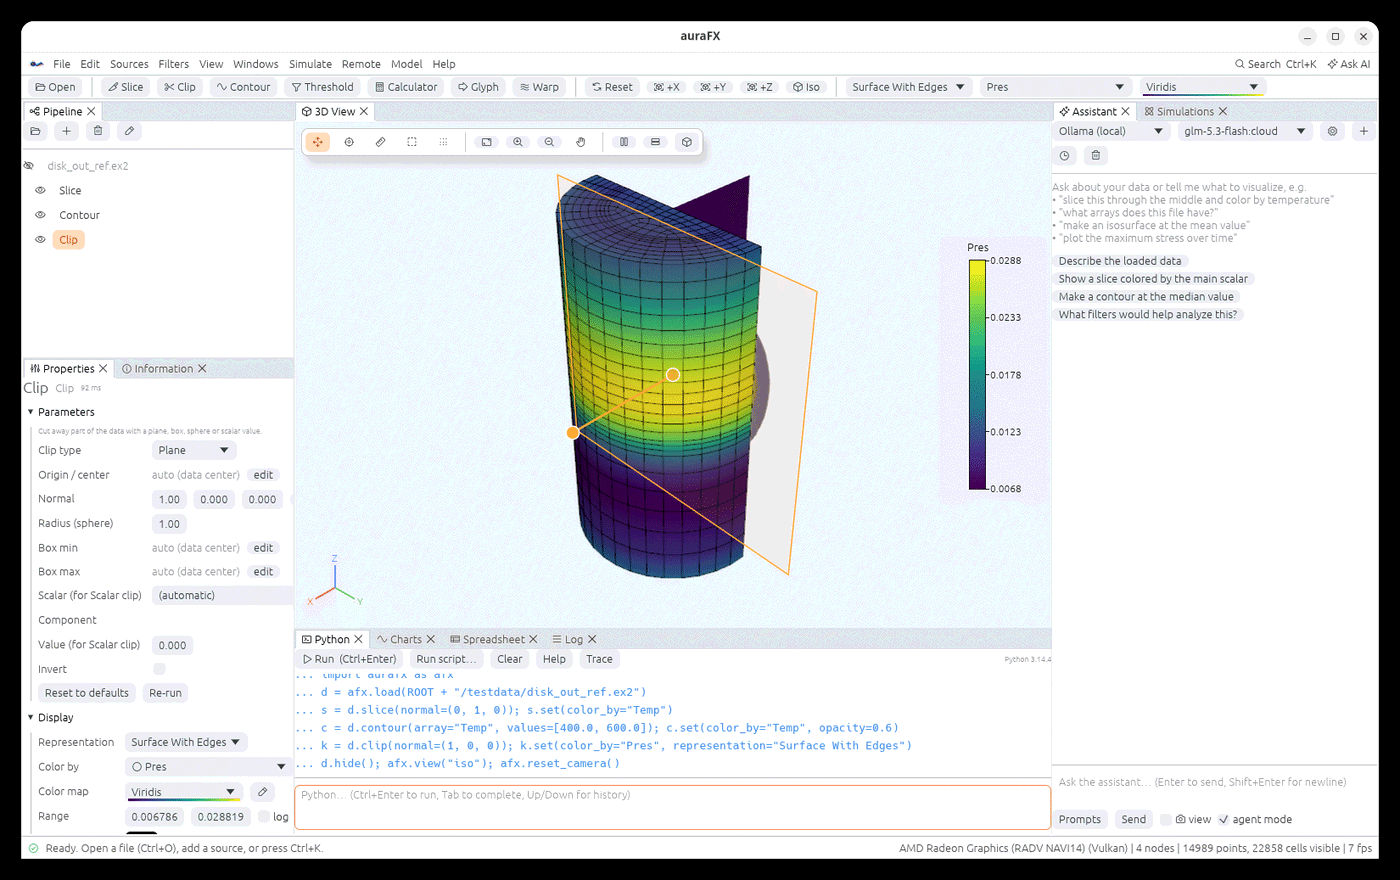 auraFX
File Edit Sources Filters View Windows Simulate Remote Model Help
Search Ctrl+K Ask AI
Open Slice Clip Contour Threshold Calculator Glyph Warp Reset +X +Y +Z Iso Surface With Edges Pres Viridis
Pipeline
disk_out_ref.ex2
Slice
Contour
Clip
Properties Information
Clip Clip 92 ms
Parameters
Cut away part of the data with a plane, box, sphere or scalar value.
Clip type Plane
Origin / center auto (data center) edit
Normal 1.00 0.000 0.000
Radius (sphere) 1.00
Box min auto (data center) edit
Box max auto (data center) edit
Scalar (for Scalar clip) (automatic)
Component
Value (for Scalar clip) 0.000
Invert
Reset to defaults Re-run
Display
Representation Surface With Edges
Color by Pres
Color map Viridis
Range 0.006786 0.028819 log
3D View
Pres
0.0288
0.0233
0.0178
0.0123
0.0068
Z
X Y
Python Charts Spreadsheet Log
Run (Ctrl+Enter) Run script... Clear Help Trace Python 3.14.4
... import aurafx as afx
... d = afx.load(ROOT + "/testdata/disk_out_ref.ex2")
... s = d.slice(normal=(0, 1, 0)); s.set(color_by="Temp")
... c = d.contour(array="Temp", values=[400.0, 600.0]); c.set(color_by="Temp", opacity=0.6)
... k = d.clip(normal=(1, 0, 0)); k.set(color_by="Pres", representation="Surface With Edges")
... d.hide(); afx.view("iso"); afx.reset_camera()
Python... (Ctrl+Enter to run, Tab to complete, Up/Down for history)
Assistant Simulations
Ollama (local) glm-5.3-flash:cloud
Ask about your data or tell me what to visualize, e.g.
• "slice this through the middle and color by temperature"
• "what arrays does this file have?"
• "make an isosurface at the mean value"
• "plot the maximum stress over time"
Describe the loaded data
Show a slice colored by the main scalar
Make a contour at the median value
What filters would help analyze this?
Ask the assistant... (Enter to send, Shift+Enter for newline)
Prompts Send view agent mode
Ready. Open a file (Ctrl+O), add a source, or press Ctrl+K.
AMD Radeon Graphics (RADV NAVI14) (Vulkan) | 4 nodes | 14989 points, 22858 cells visible | 7 fps